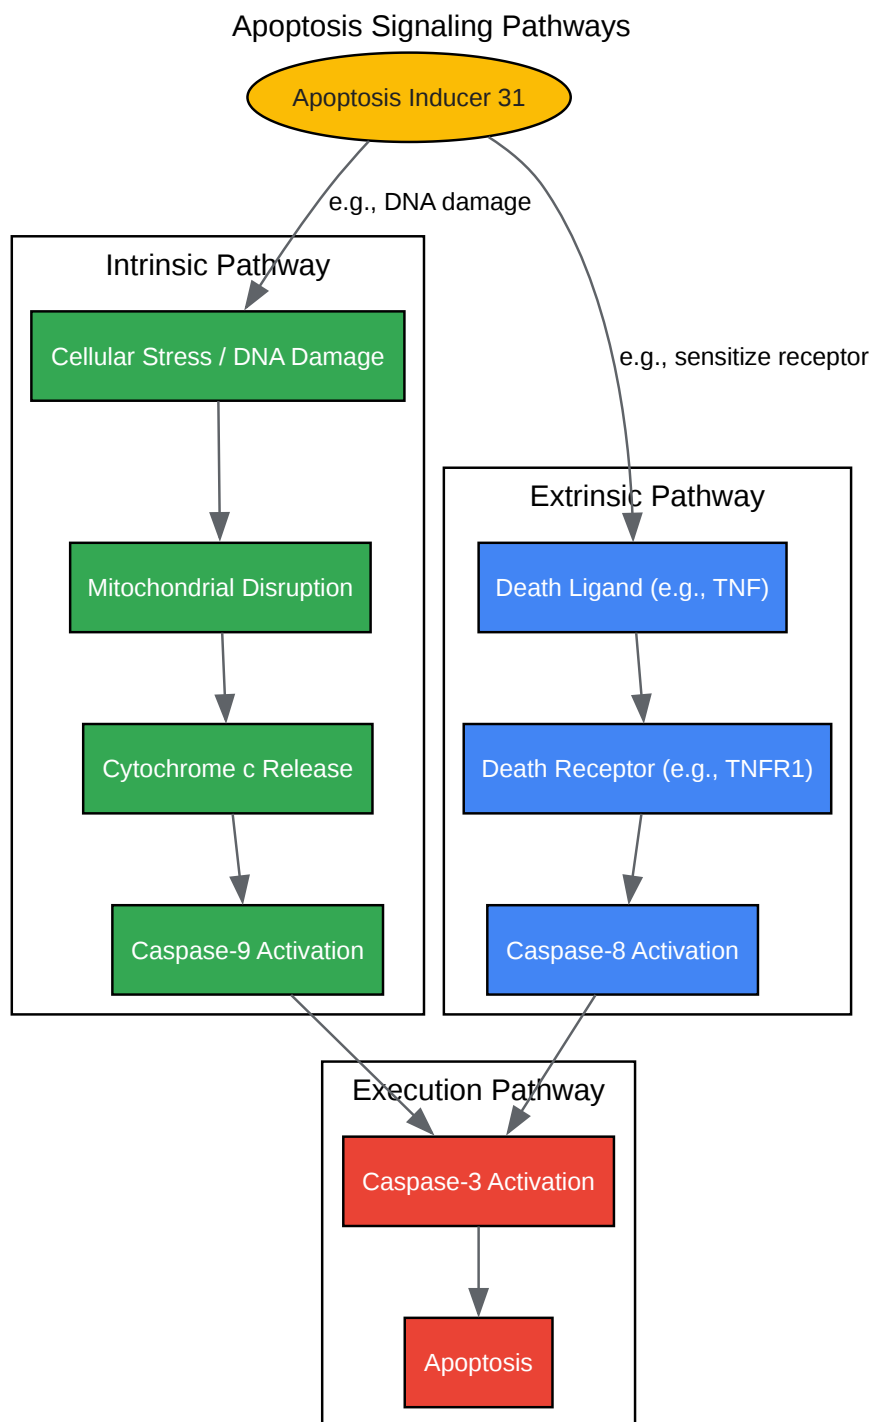 Apoptosis Signaling Pathways
Apoptosis Inducer 31
e.g., DNA damage
Intrinsic Pathway
Cellular Stress / DNA Damage
e.g., sensitize receptor
Extrinsic Pathway
Mitochondrial Disruption
Death Ligand (e.g., TNF)
Cytochrome c Release
Death Receptor (e.g., TNFR1)
Caspase-9 Activation
Caspase-8 Activation
Execution Pathway
Caspase-3 Activation
Apoptosis